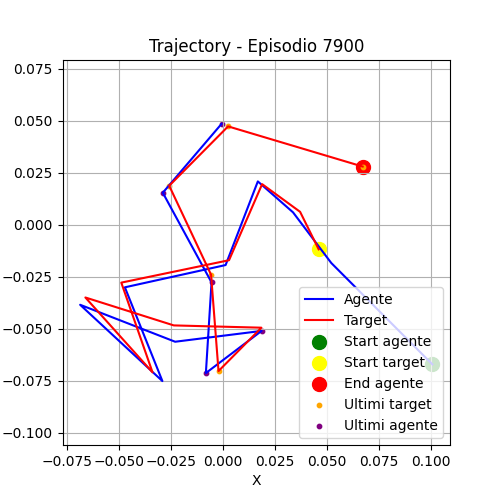 Trajectory - Episodio 7900
0.075
0.050
0.025
0.000
−0.025
−0.050
−0.075
−0.100
−0.075 −0.050 −0.025 0.000 0.025 0.050 0.075 0.100
X
Agente
Target
Start agente
Start target
End agente
Ultimi target
Ultimi agente